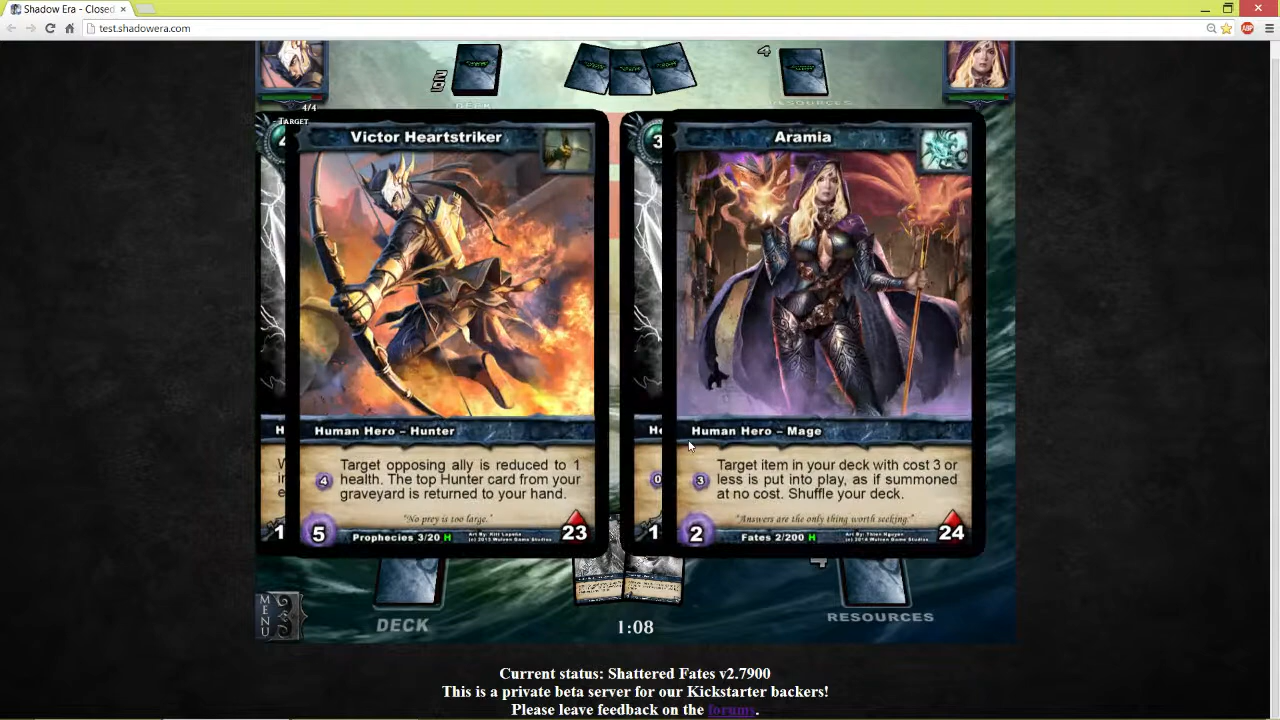 Shadow Era - Closed
test.shadowera.com
4
4/4
DECK
RESOURCES
- TARGET
Victor Heartstriker
Human Hero – Hunter
4
Target opposing ally is reduced to 1
health. The top Hunter card from your
graveyard is returned to your hand.
"No prey is too large."
5
Prophecies 3/20 H
23
3
Aramia
Human Hero – Mage
3
Target item in your deck with cost 3 or
less is put into play, as if summoned
at no cost. Shuffle your deck.
"Answers are the only thing worth seeking."
2
Fates 2/200 H
24
MENU
DECK
1:08
RESOURCES
Current status: Shattered Fates v2.7900
This is a private beta server for our Kickstarter backers!
Please leave feedback on the forums.